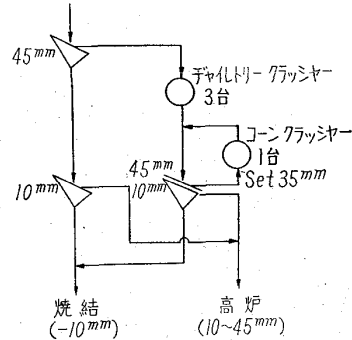 45mm
ヂャイレトリー クラッシャー
3台
コーンクラッシャー
1台
Set 35mm
45mm
10mm
10mm
焼結
(-10mm)
高炉
(10~45mm)